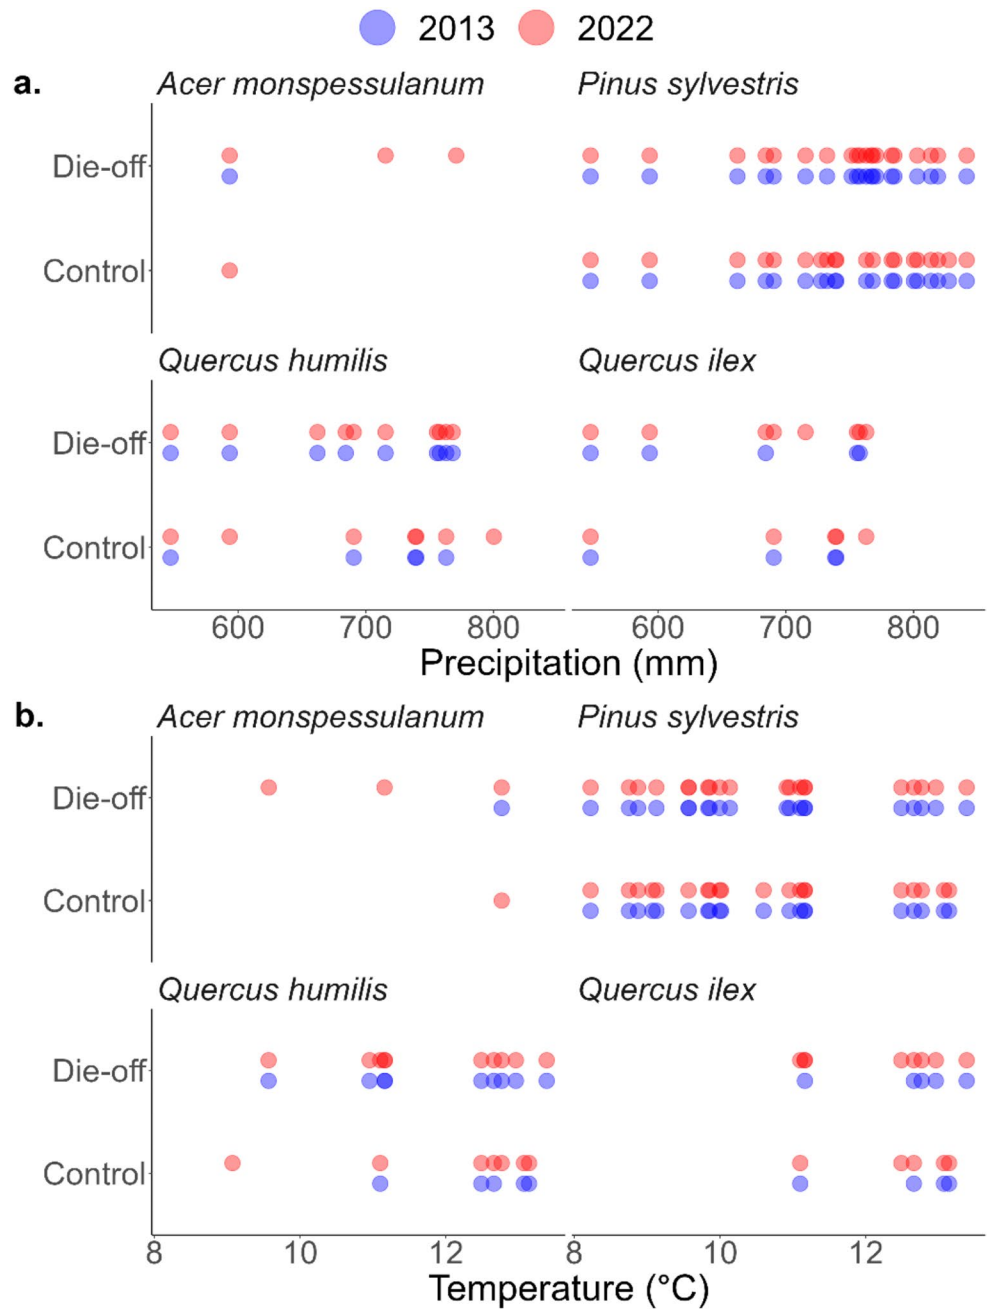 2013 2022
a.
Acer monspessulanum Pinus sylvestris
Die-off
Control
Quercus humilis Quercus ilex
Die-off
Control
600 700 800 600 700 800
Precipitation (mm)
b.
Acer monspessulanum Pinus sylvestris
Die-off
Control
Quercus humilis Quercus ilex
Die-off
Control
8 10 12 8 10 12
Temperature (°C)